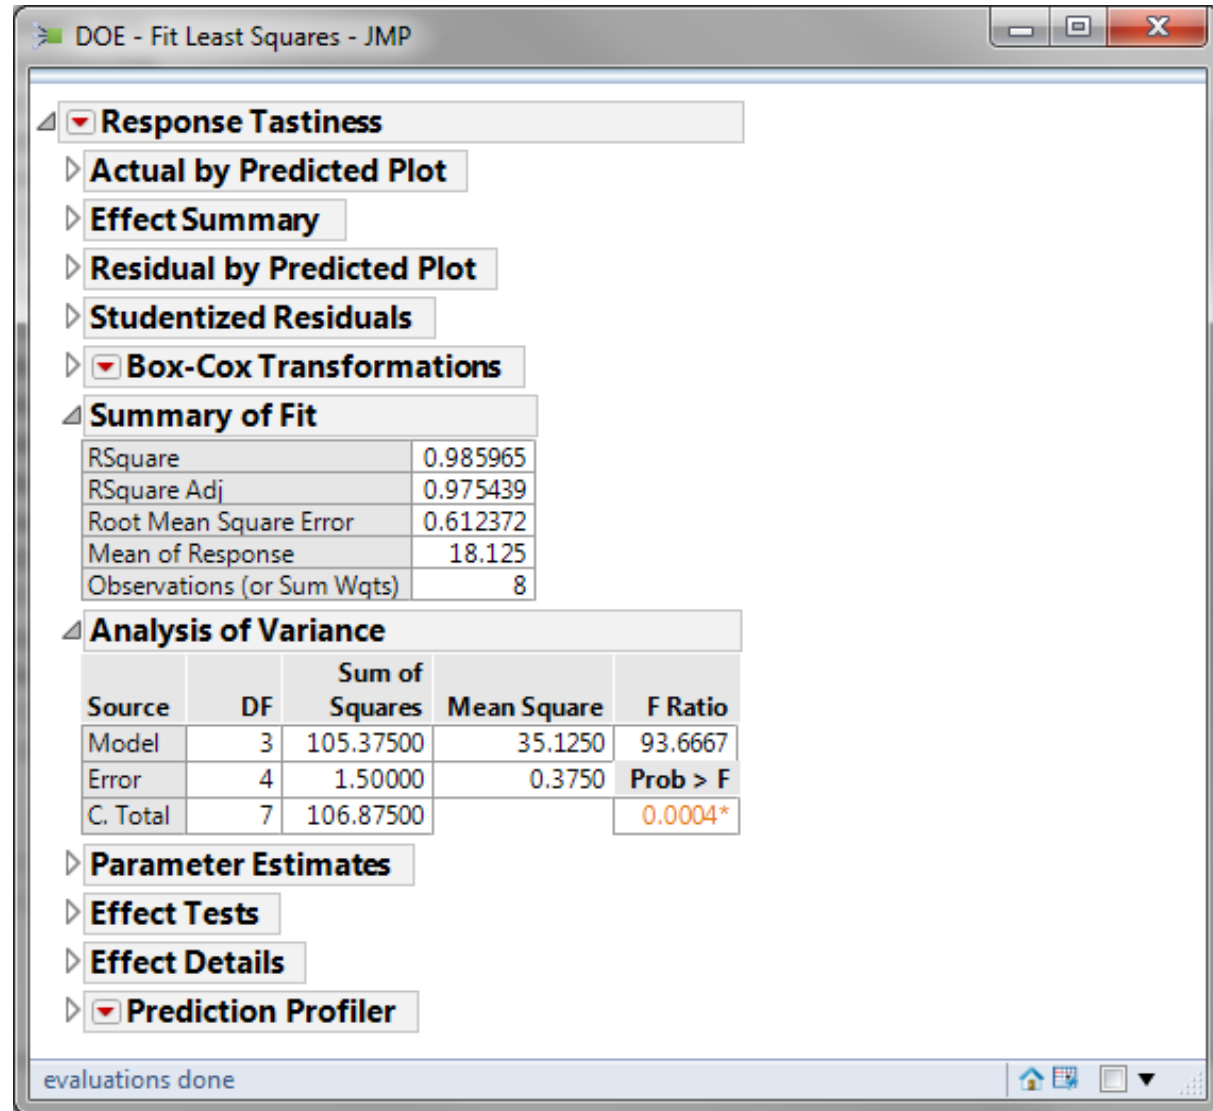 DOE - Fit Least Squares - JMP
Response Tastiness
Actual by Predicted Plot
Effect Summary
Residual by Predicted Plot
Studentized Residuals
Box-Cox Transformations
Summary of Fit
RSquare 0.985965
RSquare Adj 0.975439
Root Mean Square Error 0.612372
Mean of Response 18.125
Observations (or Sum Wgts) 8
Analysis of Variance
Sum of
Source DF Squares Mean Square F Ratio
Model 3 105.37500 35.1250 93.6667
Error 4 1.50000 0.3750 Prob > F
C. Total 7 106.87500 0.0004*
Parameter Estimates
Effect Tests
Effect Details
Prediction Profiler
evaluations done